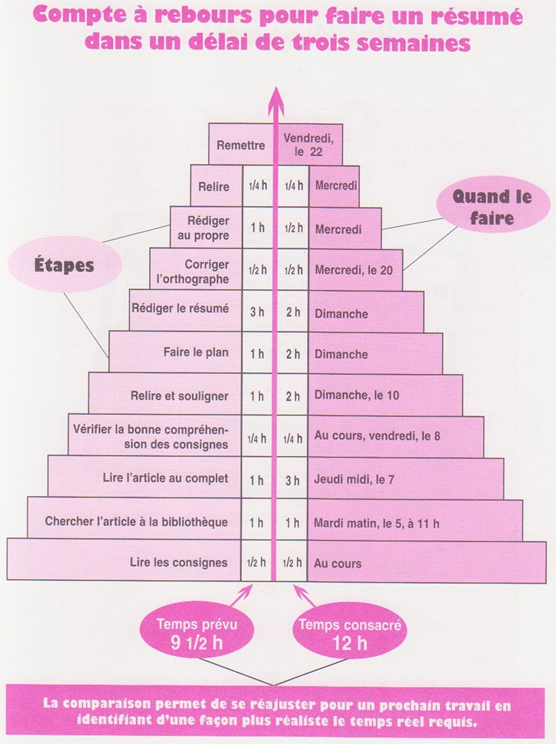 Compte à rebours pour faire un résumé
dans un délai de trois semaines
Remettre
Vendredi,
le 22
Relire 1/4 h 1/4 h Mercredi
Quand le
faire
Rédiger
au propre 1 h 1/2 h Mercredi
Étapes
Corriger
l'orthographe 1/2 h 1/2 h Mercredi, le 20
Rédiger le résumé 3 h 2 h Dimanche
Faire le plan 1 h 2 h Dimanche
Relire et souligner 1 h 2 h Dimanche, le 10
Vérifier la bonne compréhen-
sion des consignes 1/4 h 1/4 h Au cours, vendredi, le 8
Lire l'article au complet 1 h 3 h Jeudi midi, le 7
Chercher l'article à la bibliothèque 1 h 1 h Mardi matin, le 5, à 11 h
Lire les consignes 1/2 h 1/2 h Au cours
Temps prévu
9 1/2 h
Temps consacré
12 h
La comparaison permet de se réajuster pour un prochain travail en
identifiant d'une façon plus réaliste le temps réel requis.